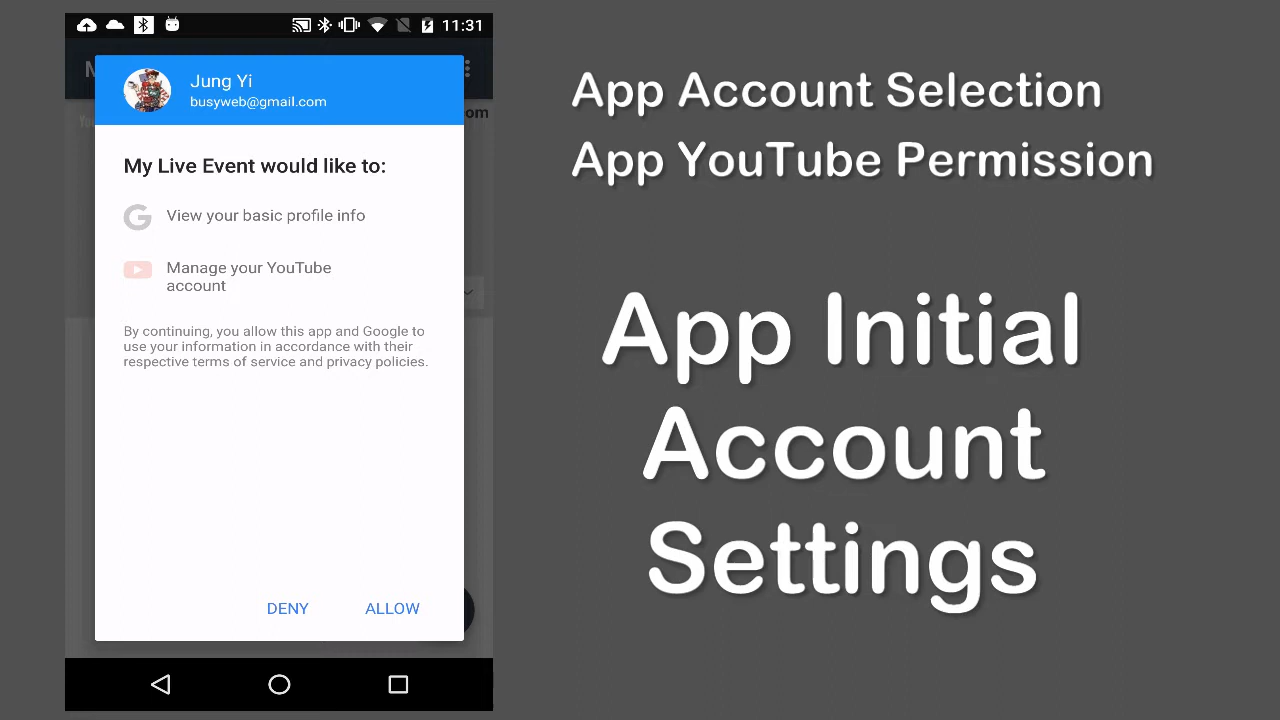 11:31
M
om
Jung Yi
busyweb@gmail.com
My Live Event would like to:
View your basic profile info
Manage your YouTube
account
By continuing, you allow this app and Google to
use your information in accordance with their
respective terms of service and privacy policies.
DENY ALLOW
App Account Selection
App YouTube Permission
App Initial
Account
Settings